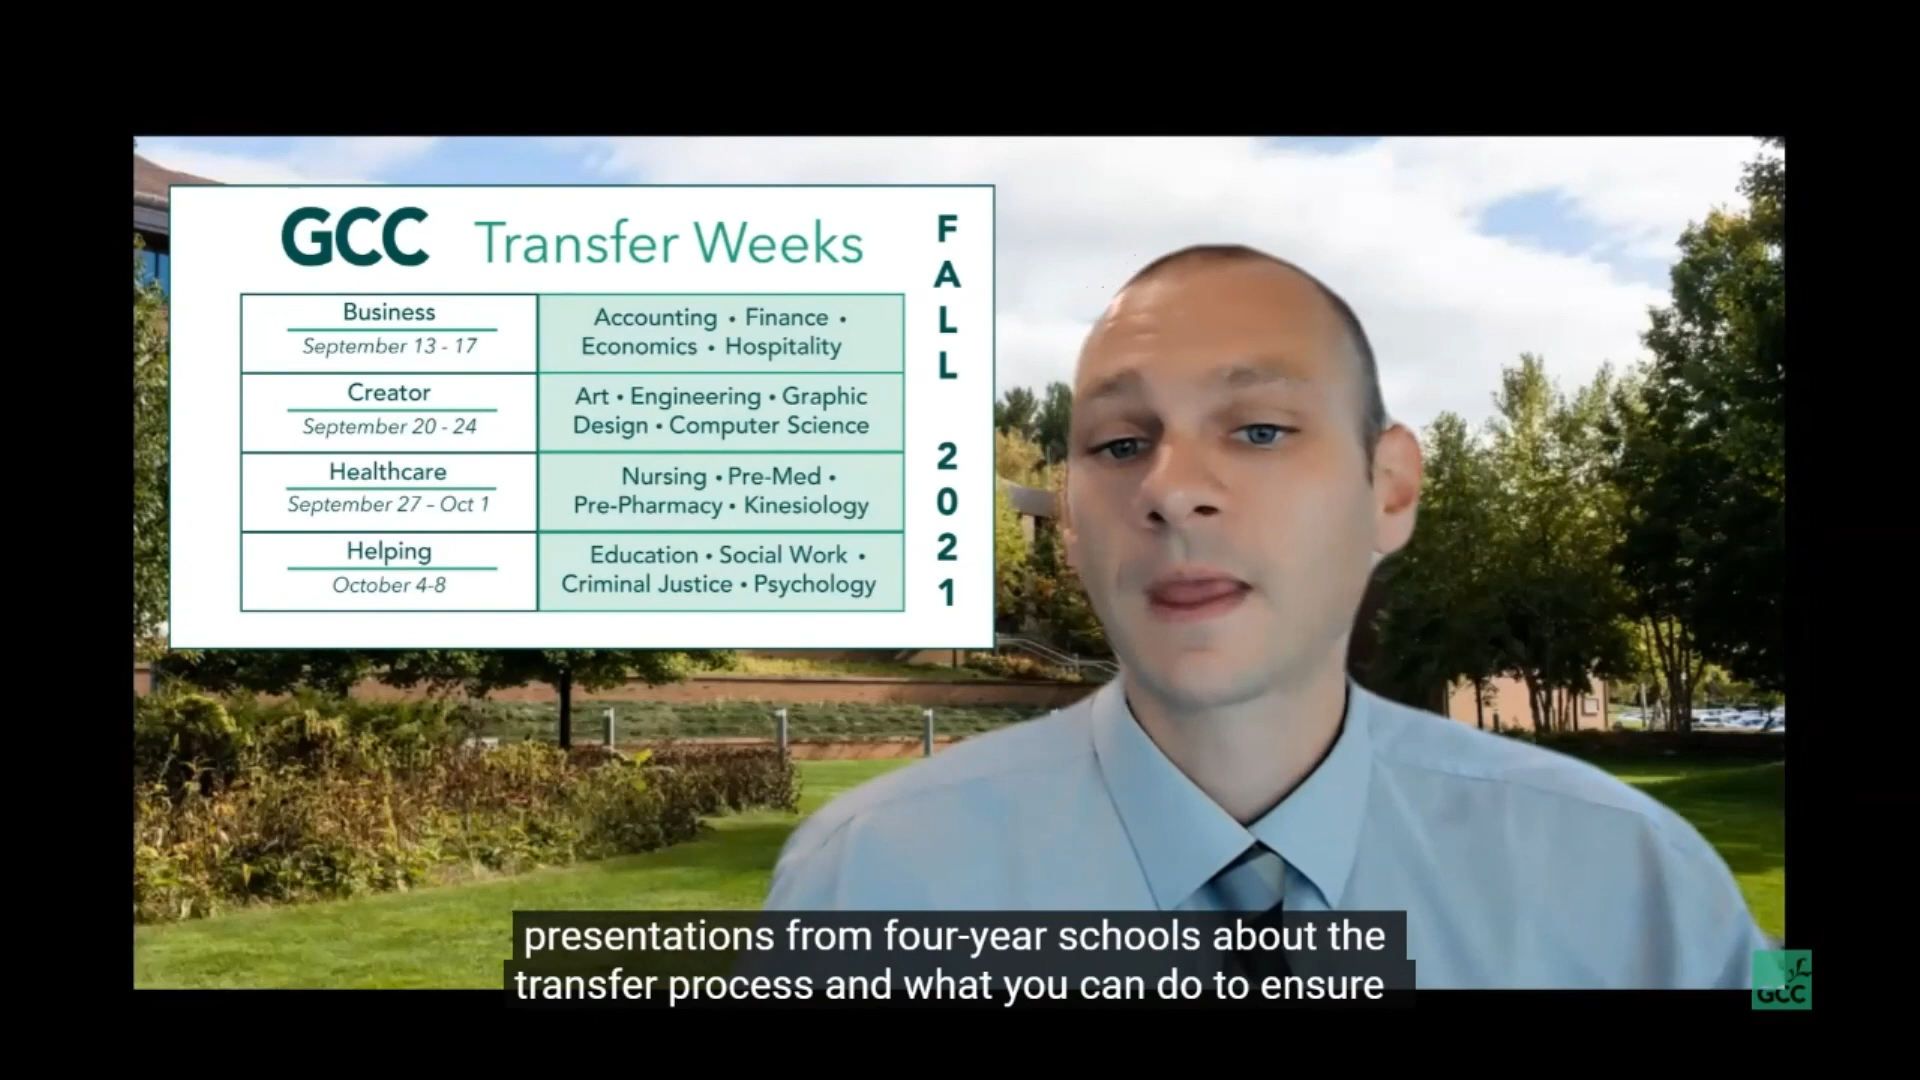 GCC Transfer Weeks
Business
September 13 - 17
Accounting • Finance •
Economics • Hospitality
Creator
September 20 - 24
Art • Engineering • Graphic
Design • Computer Science
Healthcare
September 27 – Oct 1
Nursing • Pre-Med •
Pre-Pharmacy • Kinesiology
Helping
October 4-8
Education • Social Work •
Criminal Justice • Psychology
FALL 2021
presentations from four-year schools about the
transfer process and what you can do to ensure
GCC